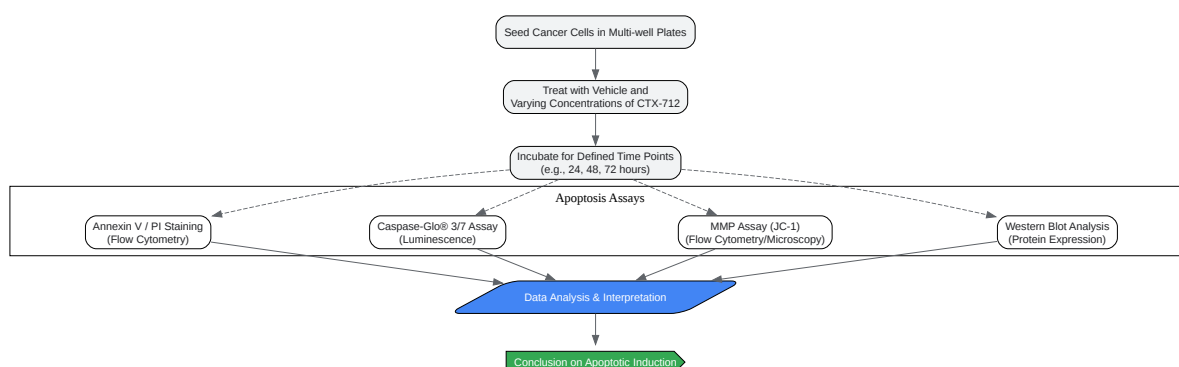 Seed Cancer Cells in Multi-well Plates
Treat with Vehicle and
Varying Concentrations of CTX-712
Incubate for Defined Time Points
(e.g., 24, 48, 72 hours)
Apoptosis Assays
Annexin V / PI Staining
(Flow Cytometry)
Caspase-Glo® 3/7 Assay
(Luminescence)
MMP Assay (JC-1)
(Flow Cytometry/Microscopy)
Western Blot Analysis
(Protein Expression)
Data Analysis & Interpretation
Conclusion on Apoptotic Induction